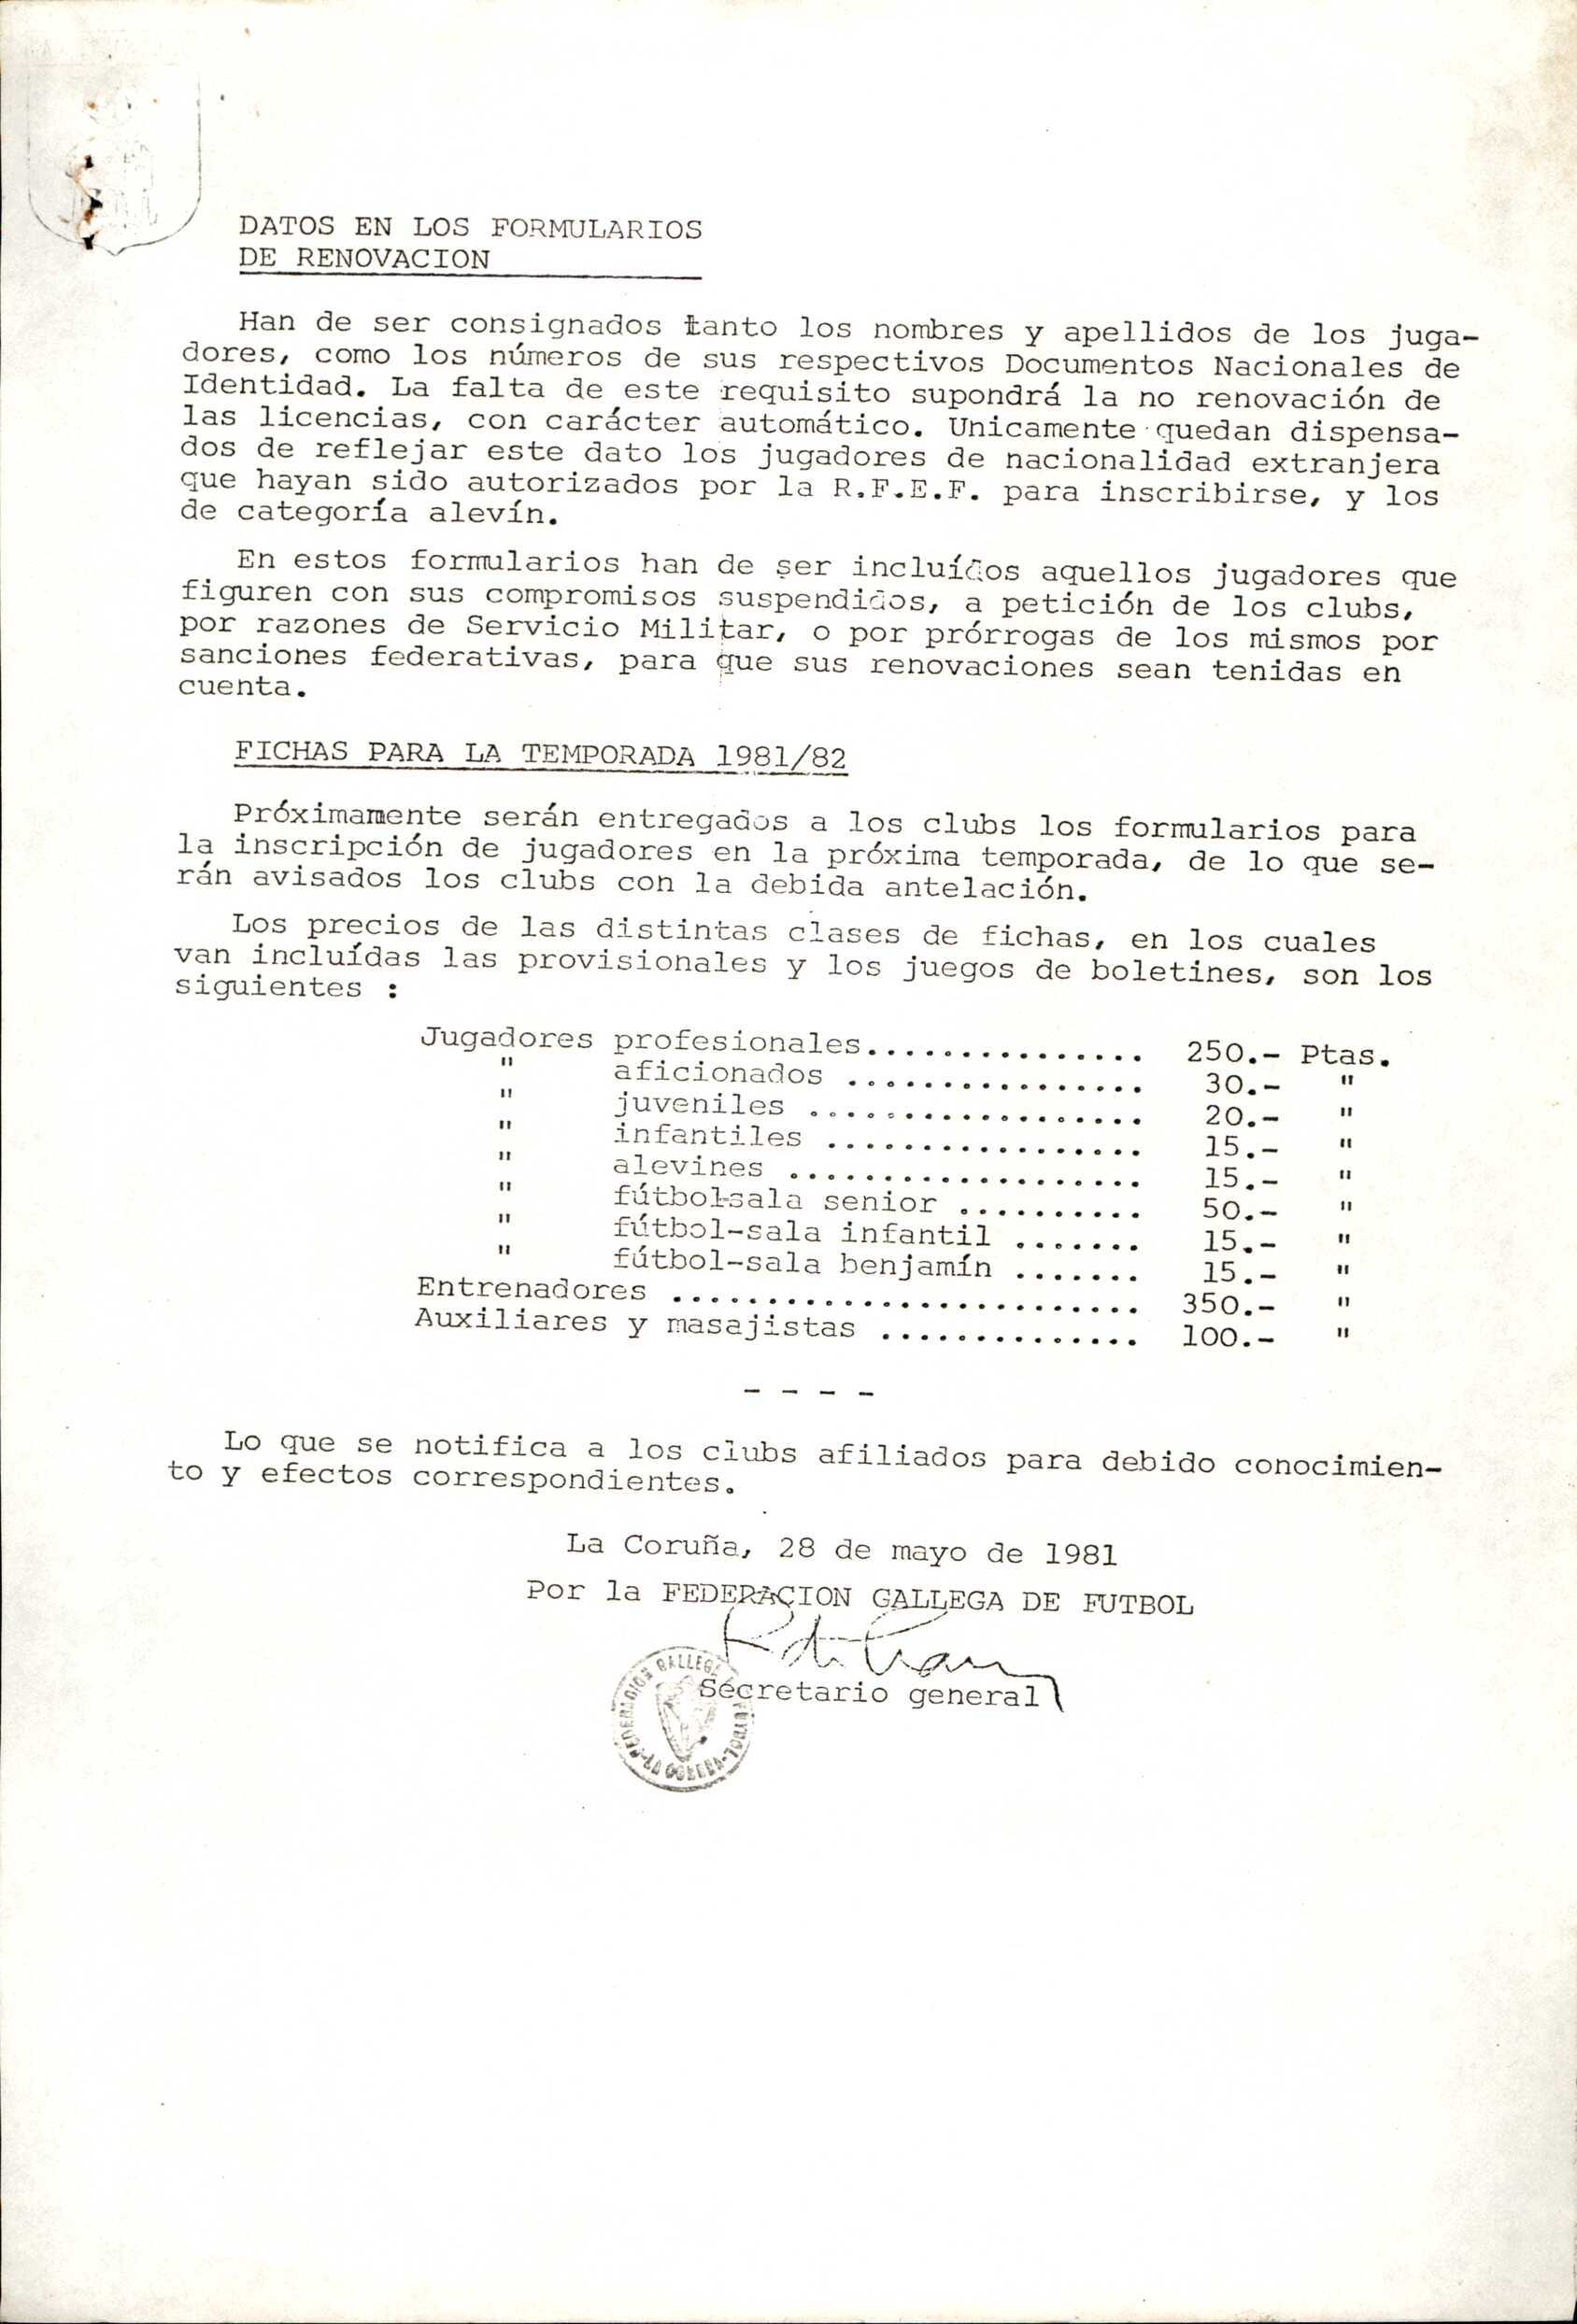 DATOS EN LOS FORMULARIOS
DE RENOVACION
Han de ser consignados tanto los nombres y apellidos de los juga-
dores, como los números de sus respectivos Documentos Nacionales de
Identidad. La falta de este requisito supondrá la no renovación de
las licencias, con carácter automático. Unicamente quedan dispensa-
dos de reflejar este dato los jugadores de nacionalidad extranjera
que hayan sido autorizados por la R.F.E.F. para inscribirse, y los
de categoría alevín.
En estos formularios han de ser incluídos aquellos jugadores que
figuren con sus compromisos suspendidos, a petición de los clubs,
por razones de Servicio Militar, o por prórrogas de los mismos por
sanciones federativas, para que sus renovaciones sean tenidas en
cuenta.
FICHAS PARA LA TEMPORADA 1981/82
Próximamente serán entregados a los clubs los formularios para
la inscripción de jugadores en la próxima temporada, de lo que se-
rán avisados los clubs con la debida antelación.
Los precios de las distintas clases de fichas, en los cuales
van incluídas las provisionales y los juegos de boletines, son los
siguientes :
Jugadores profesionales............... 250.- Ptas.
" aficionados ................ 30.- "
" juveniles .................. 20.- "
" infantiles ................. 15.- "
" alevines ................... 15.- "
" fútbol-sala senior .......... 50.- "
" fútbol-sala infantil ....... 15.- "
" fútbol-sala benjamín ....... 15.- "
Entrenadores ......................... 350.- "
Auxiliares y masajistas .............. 100.- "
- - - -
Lo que se notifica a los clubs afiliados para debido conocimien-
to y efectos correspondientes.
La Coruña, 28 de mayo de 1981
Por la FEDERACION GALLEGA DE FUTBOL
Secretario general
FEDERACION GALLEGA FUTBOL-LA CORUÑA